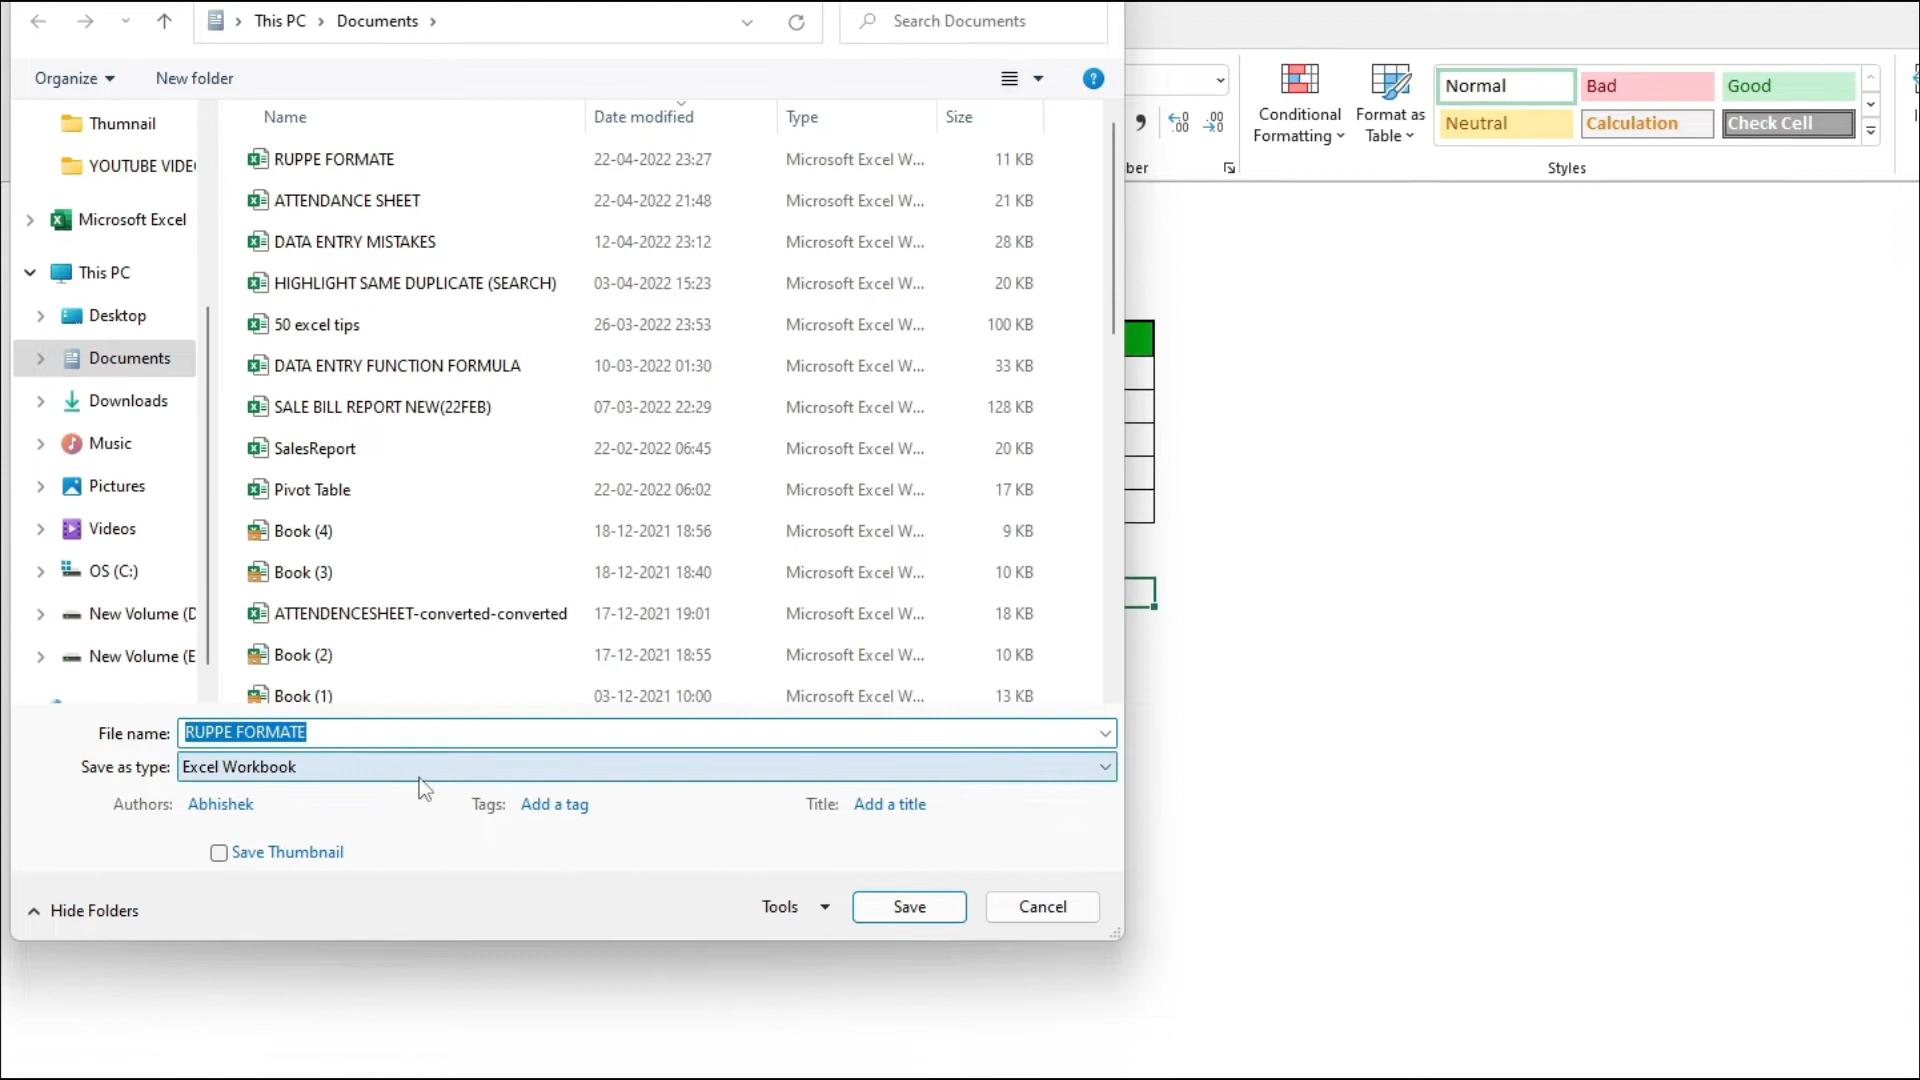 This PC > Documents >
Search Documents
Organize
New folder
?
Name
Date modified
Type
Size
Thumnail
YOUTUBE VIDE
Microsoft Excel
This PC
Desktop
Documents
Downloads
Music
Pictures
Videos
OS (C:)
New Volume (D
New Volume (E
RUPPE FORMATE 22-04-2022 23:27 Microsoft Excel W... 11 KB
ATTENDANCE SHEET 22-04-2022 21:48 Microsoft Excel W... 21 KB
DATA ENTRY MISTAKES 12-04-2022 23:12 Microsoft Excel W... 28 KB
HIGHLIGHT SAME DUPLICATE (SEARCH) 03-04-2022 15:23 Microsoft Excel W... 20 KB
50 excel tips 26-03-2022 23:53 Microsoft Excel W... 100 KB
DATA ENTRY FUNCTION FORMULA 10-03-2022 01:30 Microsoft Excel W... 33 KB
SALE BILL REPORT NEW(22FEB) 07-03-2022 22:29 Microsoft Excel W... 128 KB
SalesReport 22-02-2022 06:45 Microsoft Excel W... 20 KB
Pivot Table 22-02-2022 06:02 Microsoft Excel W... 17 KB
Book (4) 18-12-2021 18:56 Microsoft Excel W... 9 KB
Book (3) 18-12-2021 18:40 Microsoft Excel W... 10 KB
ATTENDENCESHEET-converted-converted 17-12-2021 19:01 Microsoft Excel W... 18 KB
Book (2) 17-12-2021 18:55 Microsoft Excel W... 10 KB
Book (1) 03-12-2021 10:00 Microsoft Excel W... 13 KB
File name: RUPPE FORMATE
Save as type: Excel Workbook
Authors: Abhishek
Tags: Add a tag
Title: Add a title
Save Thumbnail
Hide Folders
Tools
Save
Cancel
Conditional
Formatting
Format as
Table
Normal
Bad
Good
Neutral
Calculation
Check Cell
ber
Styles